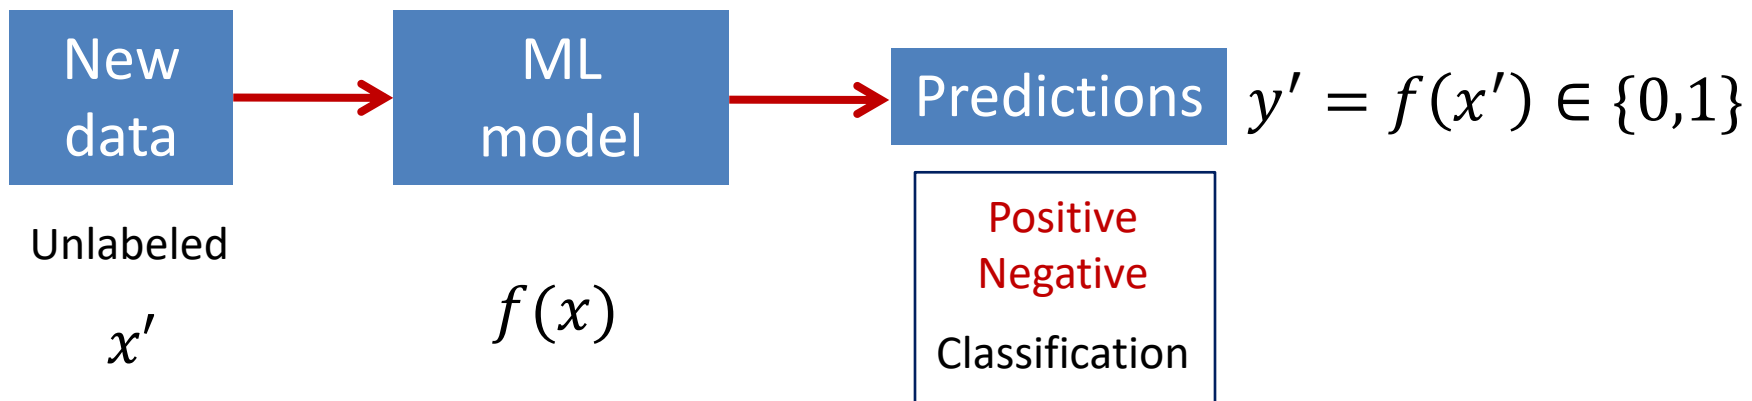 New
data
ML
model
Predictions
y′ = f(x′) ∈ {0,1}
Unlabeled
x′
f(x)
Positive
Negative
Classification